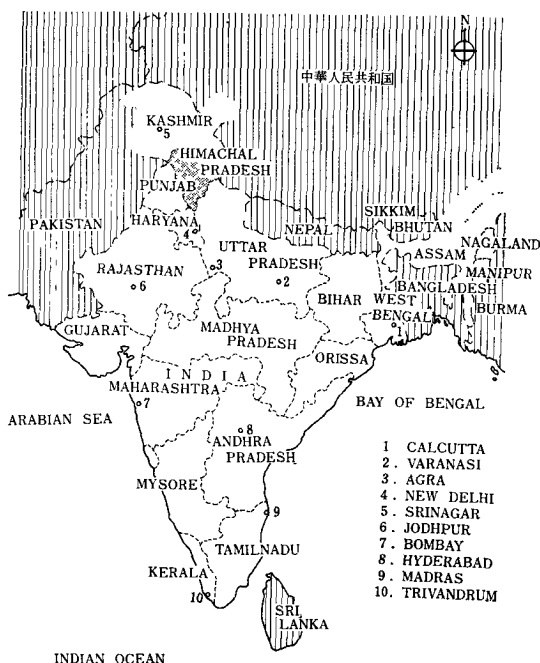 N
中華人民共和国
KASHMIR
5
HIMACHAL
PRADESH
PUNJAB
PAKISTAN
HARYANA
4
SIKKIM
BHUTAN
NEPAL
NAGALAND
UTTAR
PRADESH
ASSAM
3
RAJASTHAN
6
2
MANIPUR
BANGLADESH
BIHAR
WEST
BENGAL
1
BURMA
GUJARAT
MADHYA
PRADESH
ORISSA
INDIA
MAHARASHTRA
7
ARABIAN SEA
BAY OF BENGAL
8
ANDHRA
PRADESH
MYSORE
9
TAMILNADU
KERALA
10
SRI
LANKA
INDIAN OCEAN
1 CALCUTTA
2. VARANASI
3. AGRA
4. NEW DELHI
5. SRINAGAR
6. JODHPUR
7. BOMBAY
8. HYDERABAD
9. MADRAS
10. TRIVANDRUM